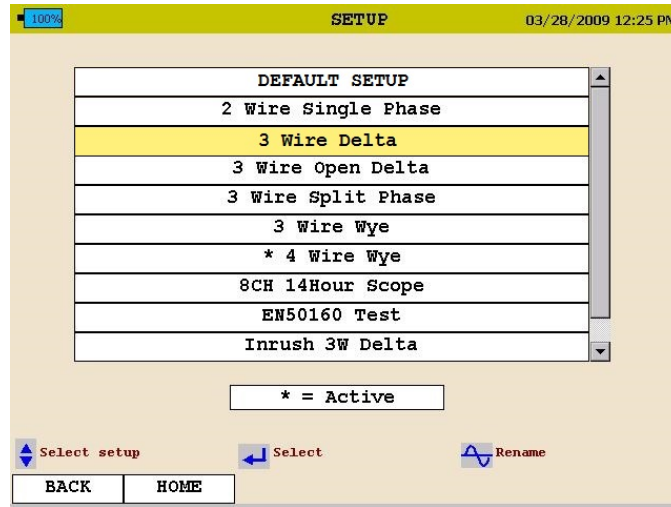 100% SETUP 03/28/2009 12:25 PM
DEFAULT SETUP
2 Wire Single Phase
3 Wire Delta
3 Wire Open Delta
3 Wire Split Phase
3 Wire Wye
* 4 Wire Wye
8CH 14Hour Scope
EN50160 Test
Inrush 3W Delta
* = Active
Select setup Select Rename
BACK HOME